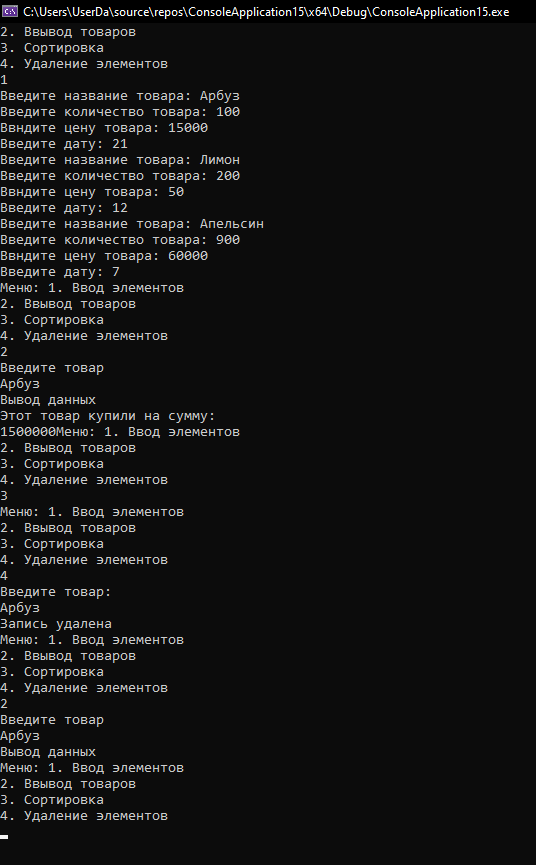 C:\Users\UserDa\source\repos\ConsoleApplication15\x64\Debug\ConsoleApplication15.exe
2. Ввывод товаров
3. Сортировка
4. Удаление элементов
1
Введите название товара: Арбуз
Введите количество товара: 100
Ввндите цену товара: 15000
Введите дату: 21
Введите название товара: Лимон
Введите количество товара: 200
Ввндите цену товара: 50
Введите дату: 12
Введите название товара: Апельсин
Введите количество товара: 900
Ввндите цену товара: 60000
Введите дату: 7
Меню: 1. Ввод элементов
2. Ввывод товаров
3. Сортировка
4. Удаление элементов
2
Введите товар
Арбуз
Вывод данных
Этот товар купили на сумму:
1500000Меню: 1. Ввод элементов
2. Ввывод товаров
3. Сортировка
4. Удаление элементов
3
Меню: 1. Ввод элементов
2. Ввывод товаров
3. Сортировка
4. Удаление элементов
4
Введите товар:
Арбуз
Запись удалена
Меню: 1. Ввод элементов
2. Ввывод товаров
3. Сортировка
4. Удаление элементов
2
Введите товар
Арбуз
Вывод данных
Меню: 1. Ввод элементов
2. Ввывод товаров
3. Сортировка
4. Удаление элементов